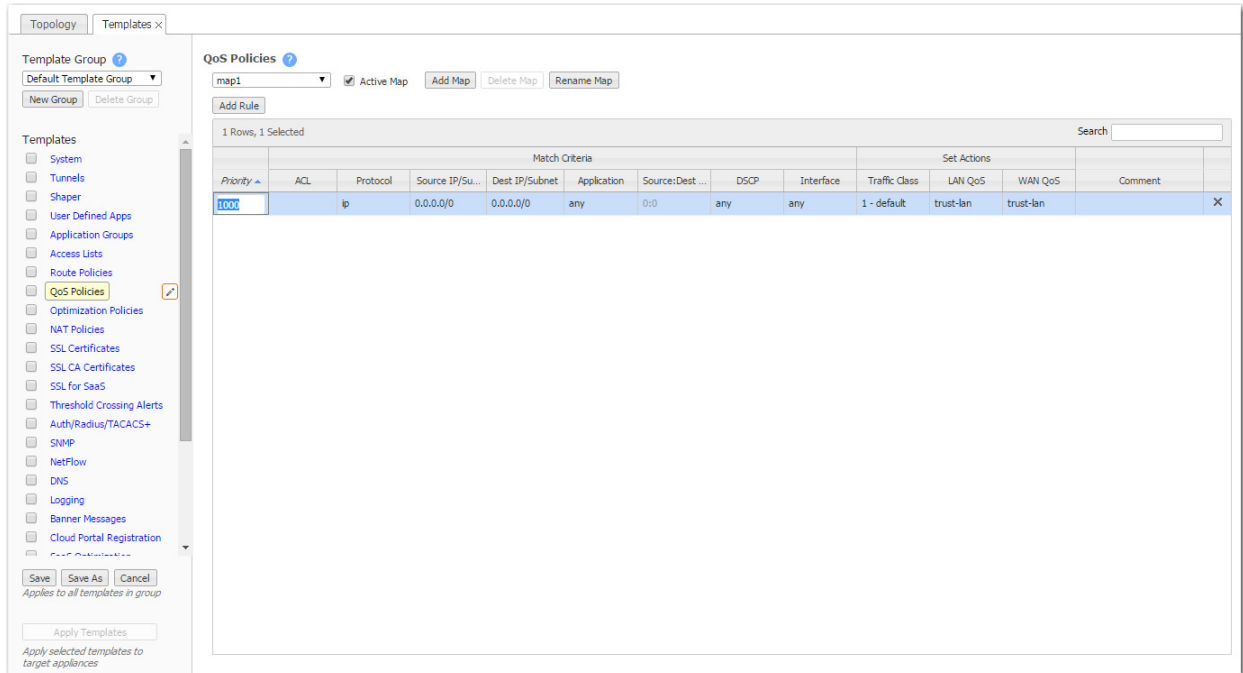 Topology Templates ×
Template Group ?
Default Template Group
New Group Delete Group
Templates
System
Tunnels
Shaper
User Defined Apps
Application Groups
Access Lists
Route Policies
QoS Policies
Optimization Policies
NAT Policies
SSL Certificates
SSL CA Certificates
SSL for SaaS
Threshold Crossing Alerts
Auth/Radius/TACACS+
SNMP
NetFlow
DNS
Logging
Banner Messages
Cloud Portal Registration
SaaS Optimization
Save Save As Cancel
Applies to all templates in group
Apply Templates
Apply selected templates to
target appliances
QoS Policies ?
map1 Active Map Add Map Delete Map Rename Map
Add Rule
1 Rows, 1 Selected Search
Match Criteria Set Actions
Priority ACL Protocol Source IP/Su... Dest IP/Subnet Application Source:Dest ... DSCP Interface Traffic Class LAN QoS WAN QoS Comment
1000 ip 0.0.0.0/0 0.0.0.0/0 any 0:0 any any 1 - default trust-lan trust-lan ×